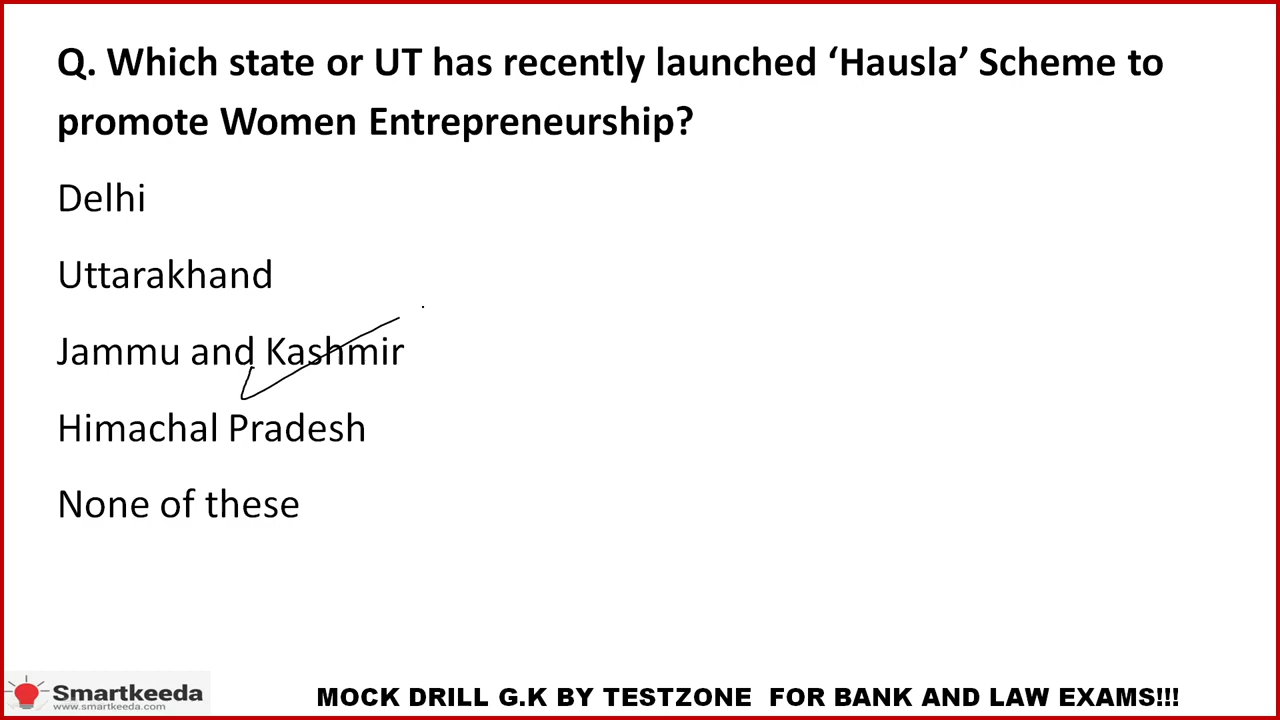 Q. Which state or UT has recently launched ‘Hausla’ Scheme to
promote Women Entrepreneurship?
Delhi
Uttarakhand
Jammu and Kashmir
Himachal Pradesh
None of these
Smartkeeda
www.smartkeeda.com
MOCK DRILL G.K BY TESTZONE FOR BANK AND LAW EXAMS!!!